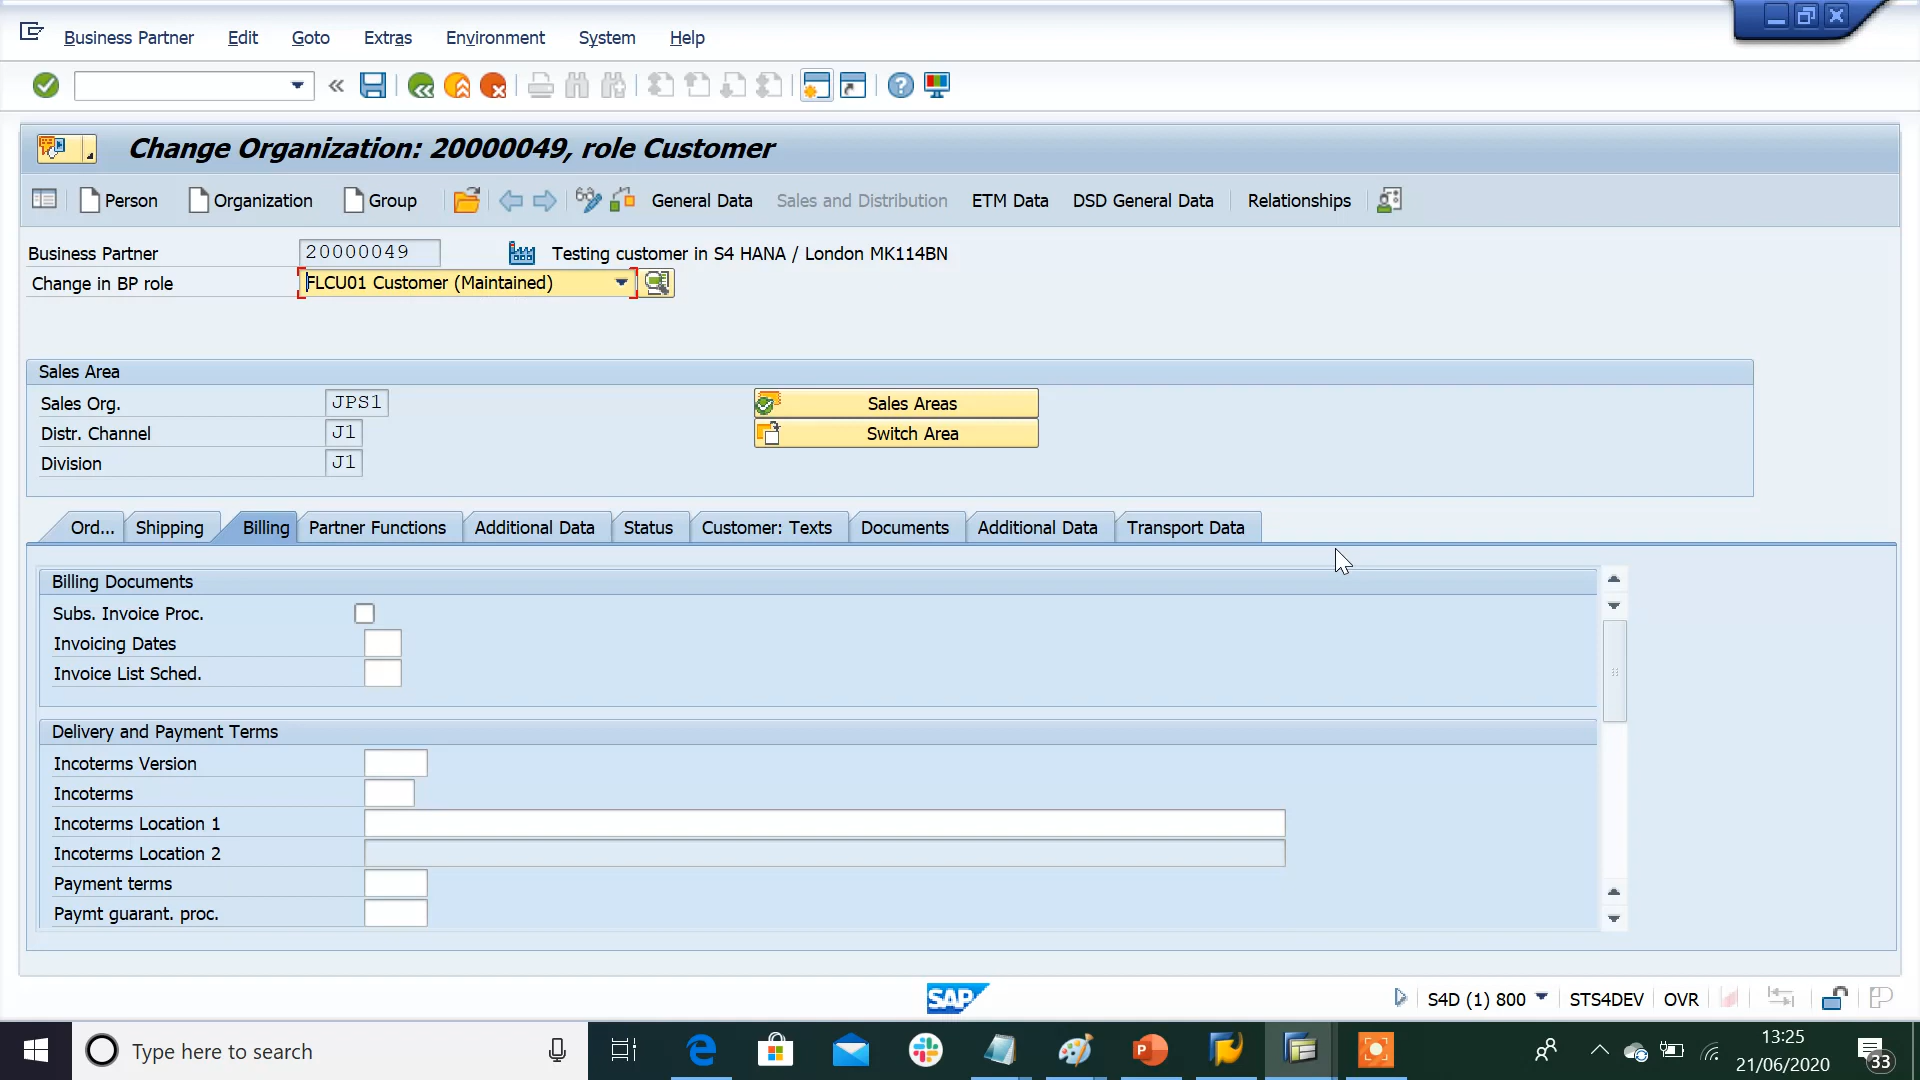 Business Partner Edit Goto Extras Environment System Help
Change Organization: 20000049, role Customer
Person Organization Group General Data Sales and Distribution ETM Data DSD General Data Relationships
Business Partner 20000049 Testing customer in S4 HANA / London MK114BN
Change in BP role FLCU01 Customer (Maintained)
Sales Area
Sales Org. JPS1 Sales Areas
Distr. Channel J1 Switch Area
Division J1
Ord... Shipping Billing Partner Functions Additional Data Status Customer: Texts Documents Additional Data Transport Data
Billing Documents
Subs. Invoice Proc.
Invoicing Dates
Invoice List Sched.
Delivery and Payment Terms
Incoterms Version
Incoterms
Incoterms Location 1
Incoterms Location 2
Payment terms
Paymt guarant. proc.
SAP S4D (1) 800 STS4DEV OVR
Type here to search 13:25
21/06/2020 33